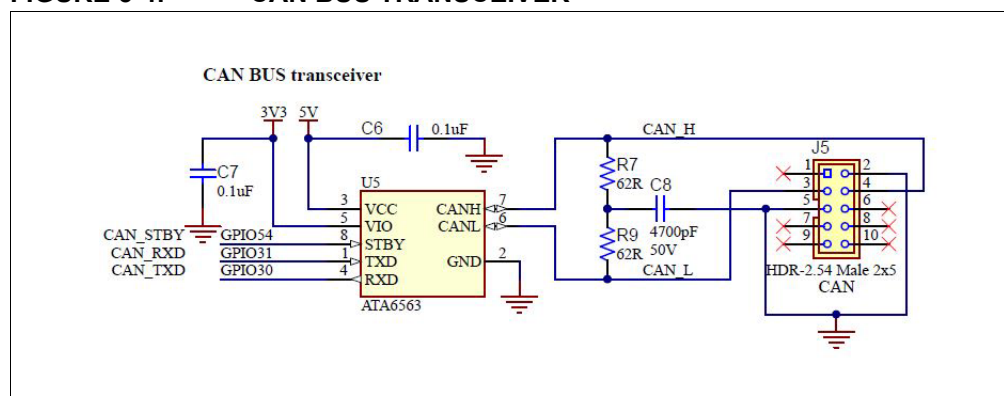 CAN BUS transceiver
3V3 5V
C6 0.1uF
CAN_H
J5
C7
0.1uF
R7
62R
C8
4700pF
50V
R9
62R
CAN_L
U5
3 VCC CANH 7
5 VIO CANL 6
CAN_STBY GPIO54 8 STBY
CAN_RXD GPIO31 1 TXD GND 2
CAN_TXD GPIO30 4 RXD
ATA6563
1 2
3 4
5 6
7 8
9 10
HDR-2.54 Male 2x5
CAN